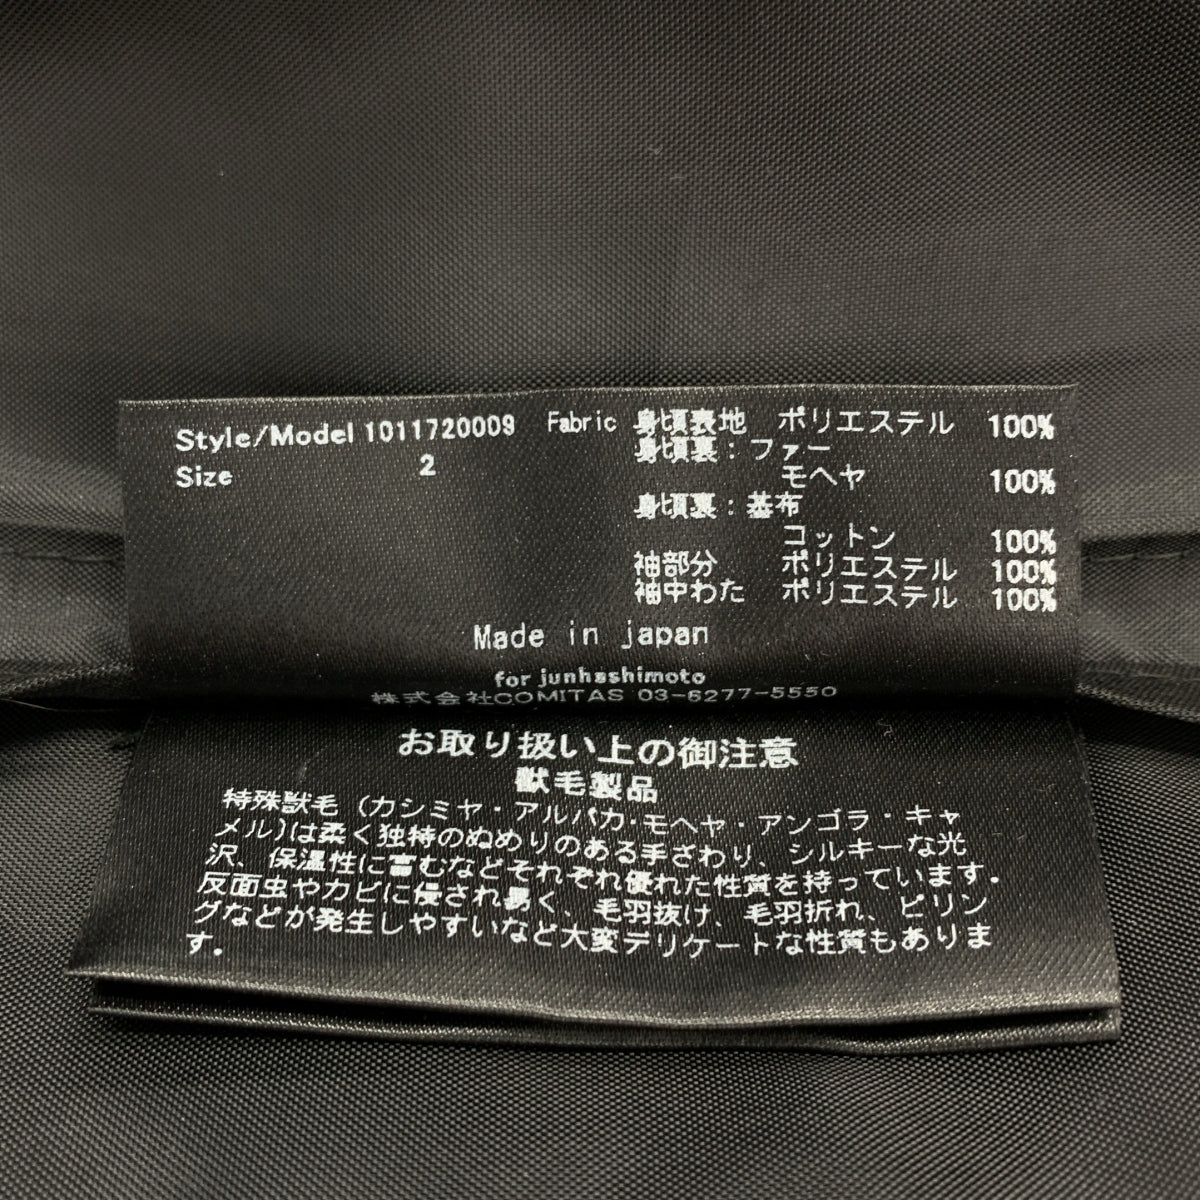 Style/Model 1011720009 Fabric 身頃表地 ポリエステル 100%
Size 2 身頃裏:ファー
モヘヤ 100%
身頃裏:基布
コットン 100%
袖部分 ポリエステル 100%
袖中わた ポリエステル 100%
Made in japan
for junhashimoto
株式会社COMITAS 03-6277-5550
お取り扱い上の御注意
獣毛製品
特殊獣毛(カシミヤ・アルパカ・モヘヤ・アンゴラ・キャ
メル)は柔く独特のぬめりのある手ざわり、シルキーな光
沢、保温性に富むなどそれぞれ優れた性質を持っています.
反面虫やカビに侵され易く、毛羽抜け、毛羽折れ、ピリン
グなどが発生しやすいなど大変デリケートな性質もありま
す.